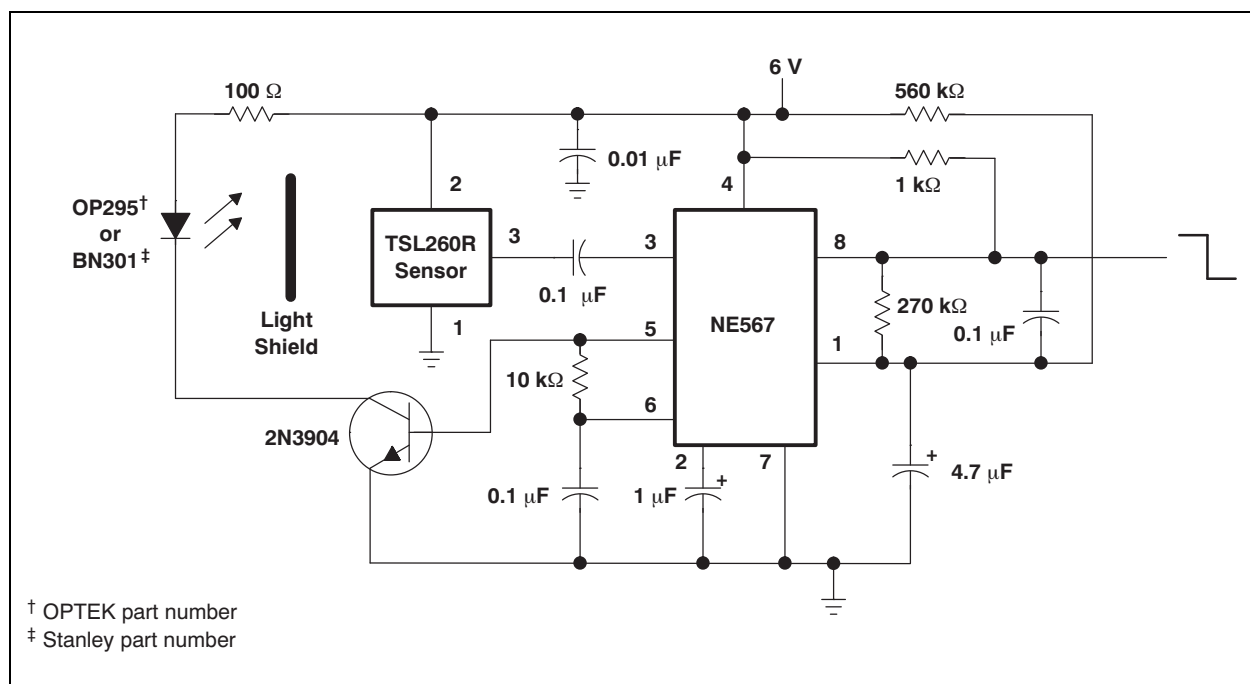 6 V
100 Ω
560 kΩ
0.01 μF
1 kΩ
2
4
OP295†
or
BN301‡
TSL260R
Sensor
3
3
8
0.1 μF
NE567
270 kΩ
0.1 μF
Light
Shield
1
5
1
10 kΩ
6
2N3904
2
7
4.7 μF
+
0.1 μF
1 μF
+
† OPTEK part number
‡ Stanley part number